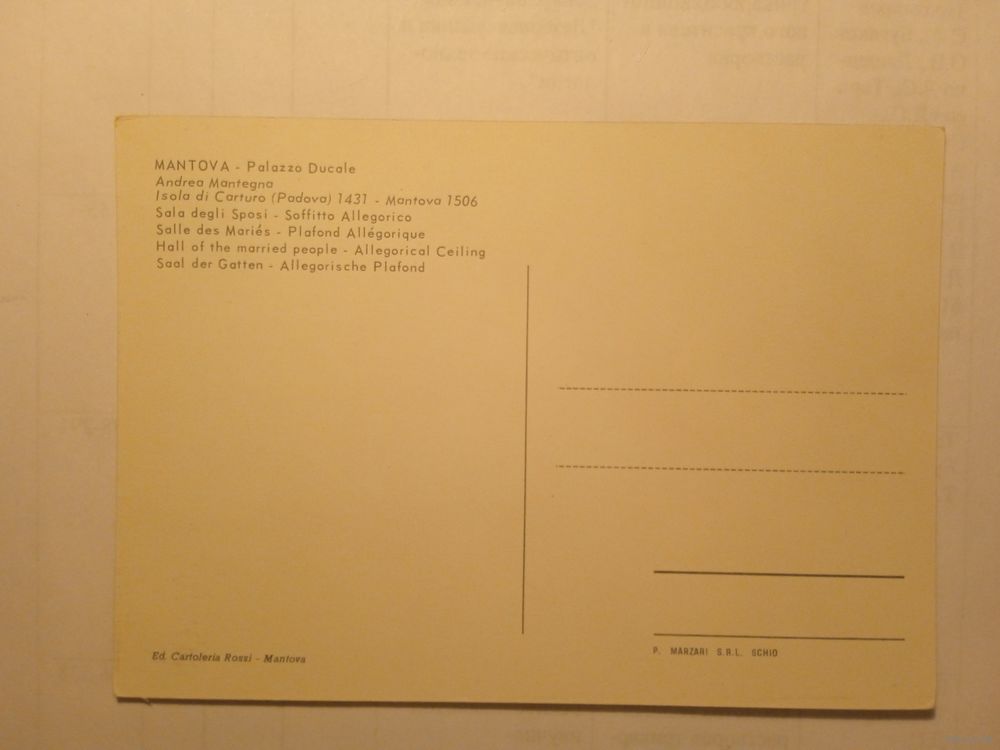 MANTOVA - Palazzo Ducale
Andrea Mantegna
Isola di Carturo (Padova) 1431 - Mantova 1506
Sala degli Sposi - Soffitto Allegorico
Salle des Mariés - Plafond Allégorique
Hall of the married people - Allegorical Ceiling
Saal der Gatten - Allegorische Plafond
Ed. Cartoleria Rossi - Mantova
P. MARZARI S.R.L. SCHIO